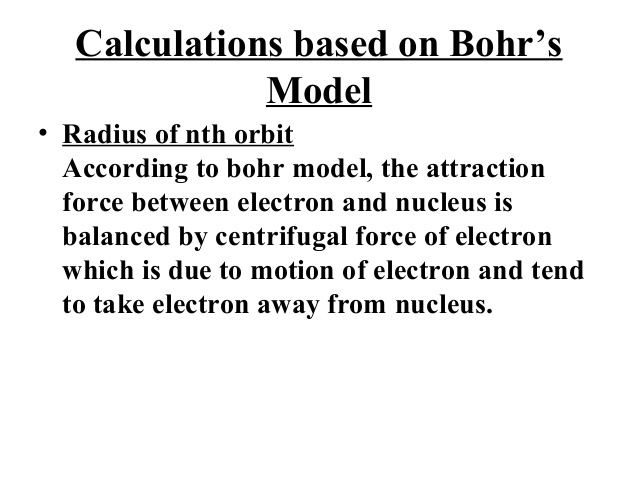 Calculations based on Bohr’s
Model
• Radius of nth orbit
According to bohr model, the attraction
force between electron and nucleus is
balanced by centrifugal force of electron
which is due to motion of electron and tend
to take electron away from nucleus.